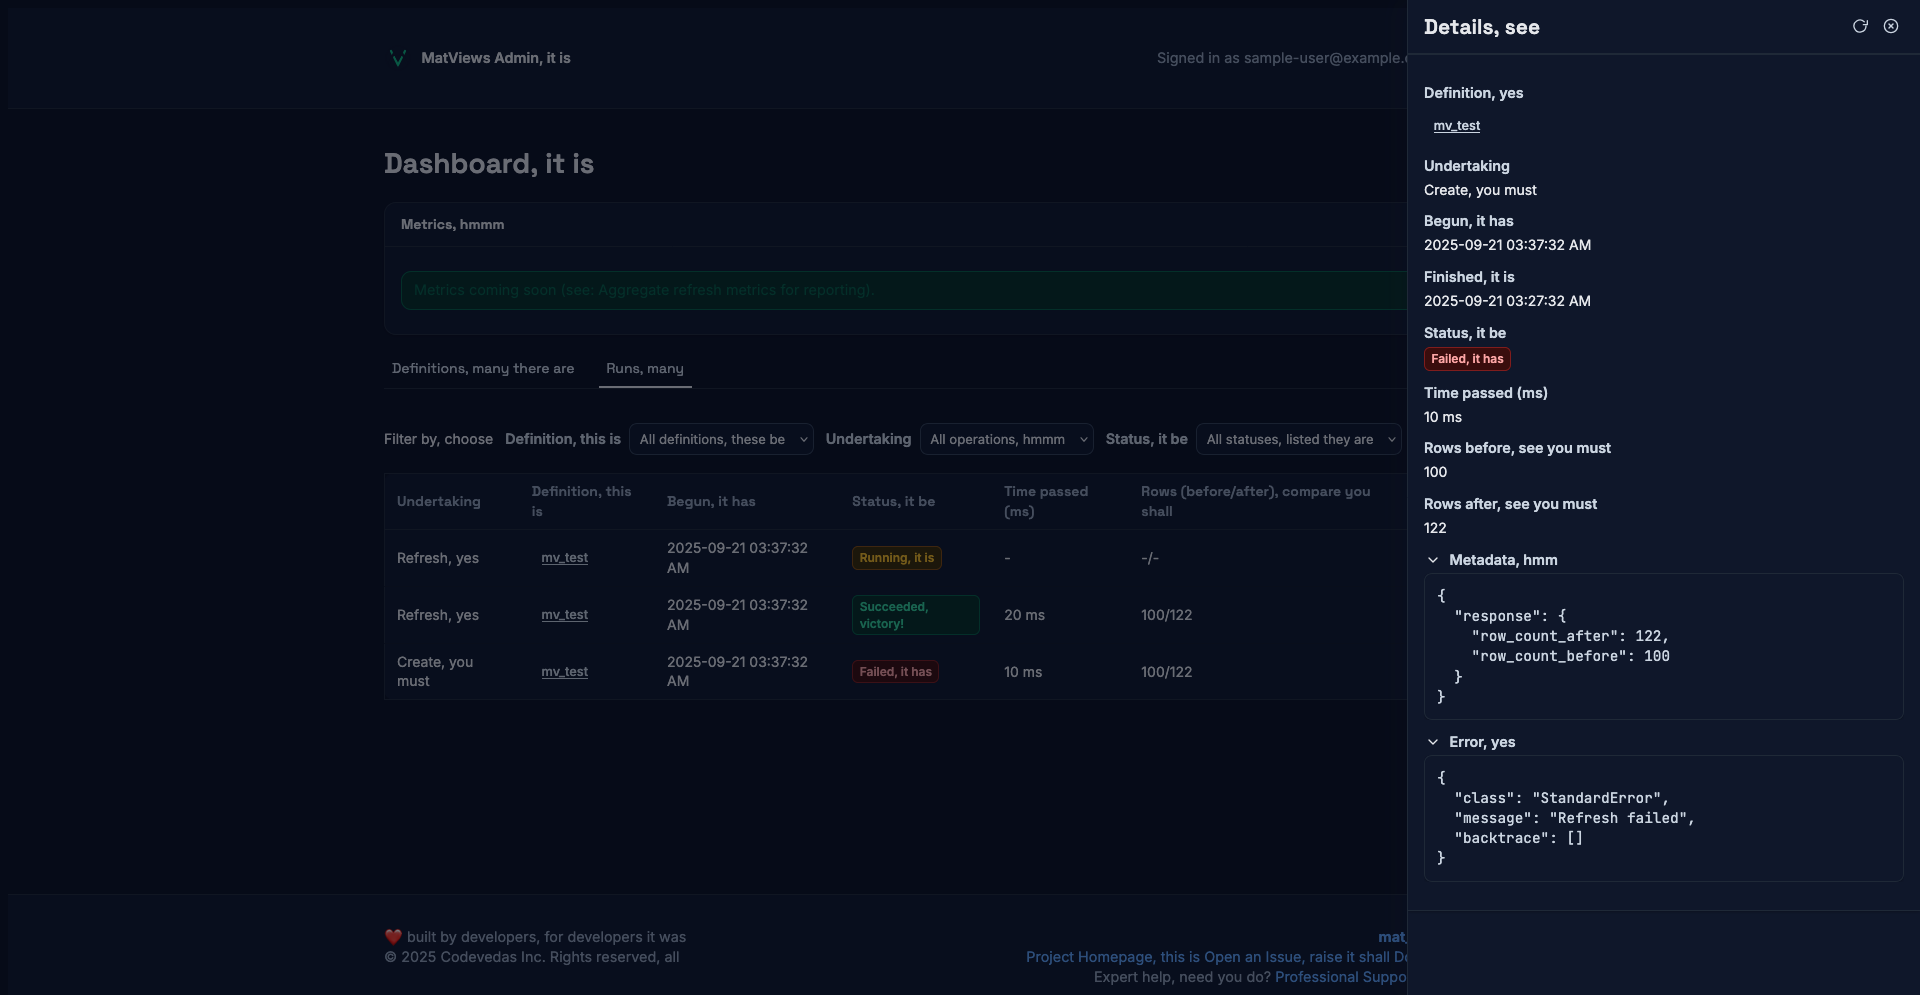 MatViews Admin, it is
Signed in as sample-user@example.
Dashboard, it is
Metrics, hmmm
Metrics coming soon (see: Aggregate refresh metrics for reporting).
Definitions, many there are
Runs, many
Filter by, choose Definition, this is All definitions, these be Undertaking All operations, hmmm Status, it be All statuses, listed they are
Undertaking
Definition, this
is
Begun, it has
Status, it be
Time passed
(ms)
Rows (before/after), compare you
shall
Refresh, yes
mv_test
2025-09-21 03:37:32
AM
Running, it is
-
-/-
Refresh, yes
mv_test
2025-09-21 03:37:32
AM
Succeeded,
victory!
20 ms
100/122
Create, you
must
mv_test
2025-09-21 03:37:32
AM
Failed, it has
10 ms
100/122
❤️ built by developers, for developers it was
© 2025 Codevedas Inc. Rights reserved, all
mat_
Project Homepage, this is Open an Issue, raise it shall
Expert help, need you do? Professional Suppo
Details, see
Definition, yes
mv_test
Undertaking
Create, you must
Begun, it has
2025-09-21 03:37:32 AM
Finished, it is
2025-09-21 03:27:32 AM
Status, it be
Failed, it has
Time passed (ms)
10 ms
Rows before, see you must
100
Rows after, see you must
122
Metadata, hmm
{
"response": {
"row_count_after": 122,
"row_count_before": 100
}
}
Error, yes
{
"class": "StandardError",
"message": "Refresh failed",
"backtrace": []
}